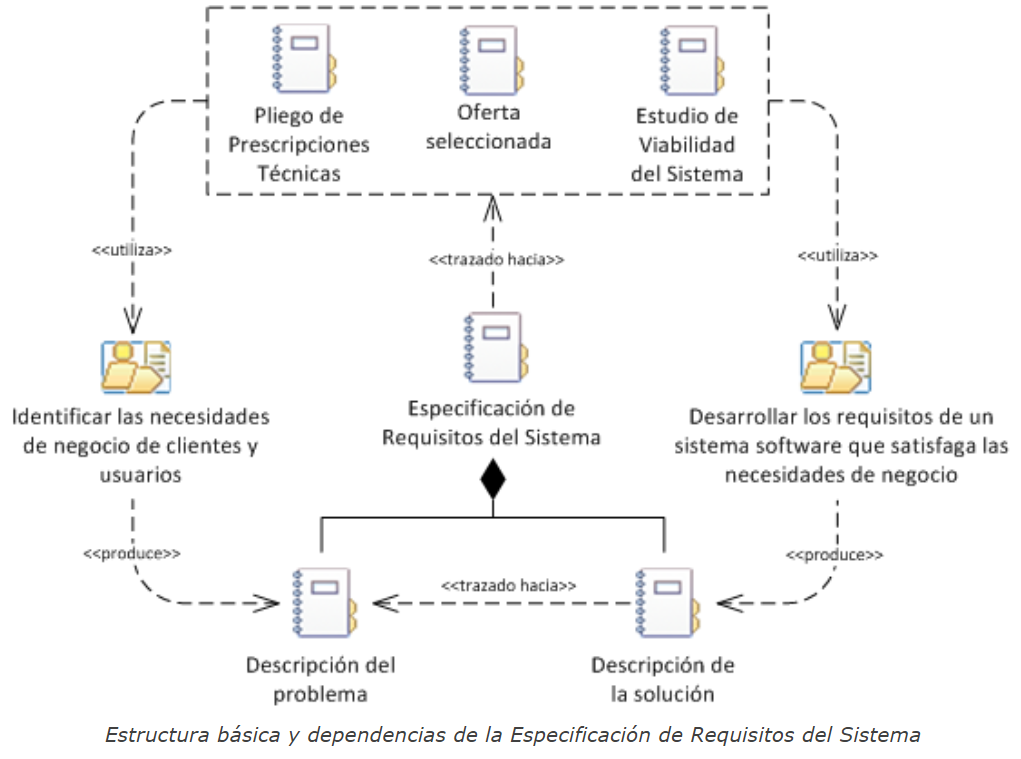 Pliego de
Prescripciones
Técnicas
Oferta
seleccionada
Estudio de
Viabilidad
del Sistema
<<utiliza>>
<<trazado hacia>>
<<utiliza>>
Identificar las necesidades
de negocio de clientes y
usuarios
Especificación de
Requisitos del Sistema
Desarrollar los requisitos de un
sistema software que satisfaga las
necesidades de negocio
<<produce>>
<<trazado hacia>>
<<produce>>
Descripción del
problema
Descripción de
la solución
Estructura básica y dependencias de la Especificación de Requisitos del Sistema